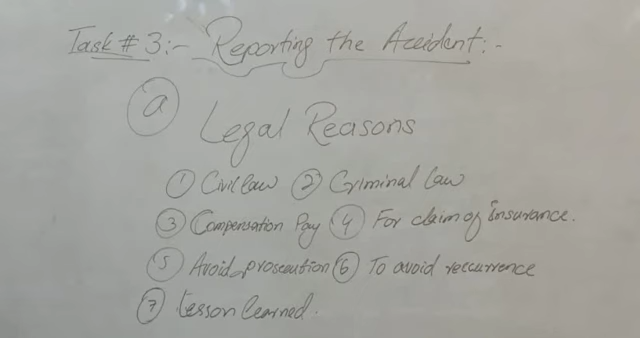 Task # 3:- Reporting the Accident:-
(a) Legal Reasons
(1) Civil law (2) Criminal law
(3) Compensation Pay (4) For claim of insurance.
(5) Avoid prosecution (6) To avoid reccurrence
(7) Lesson learned.